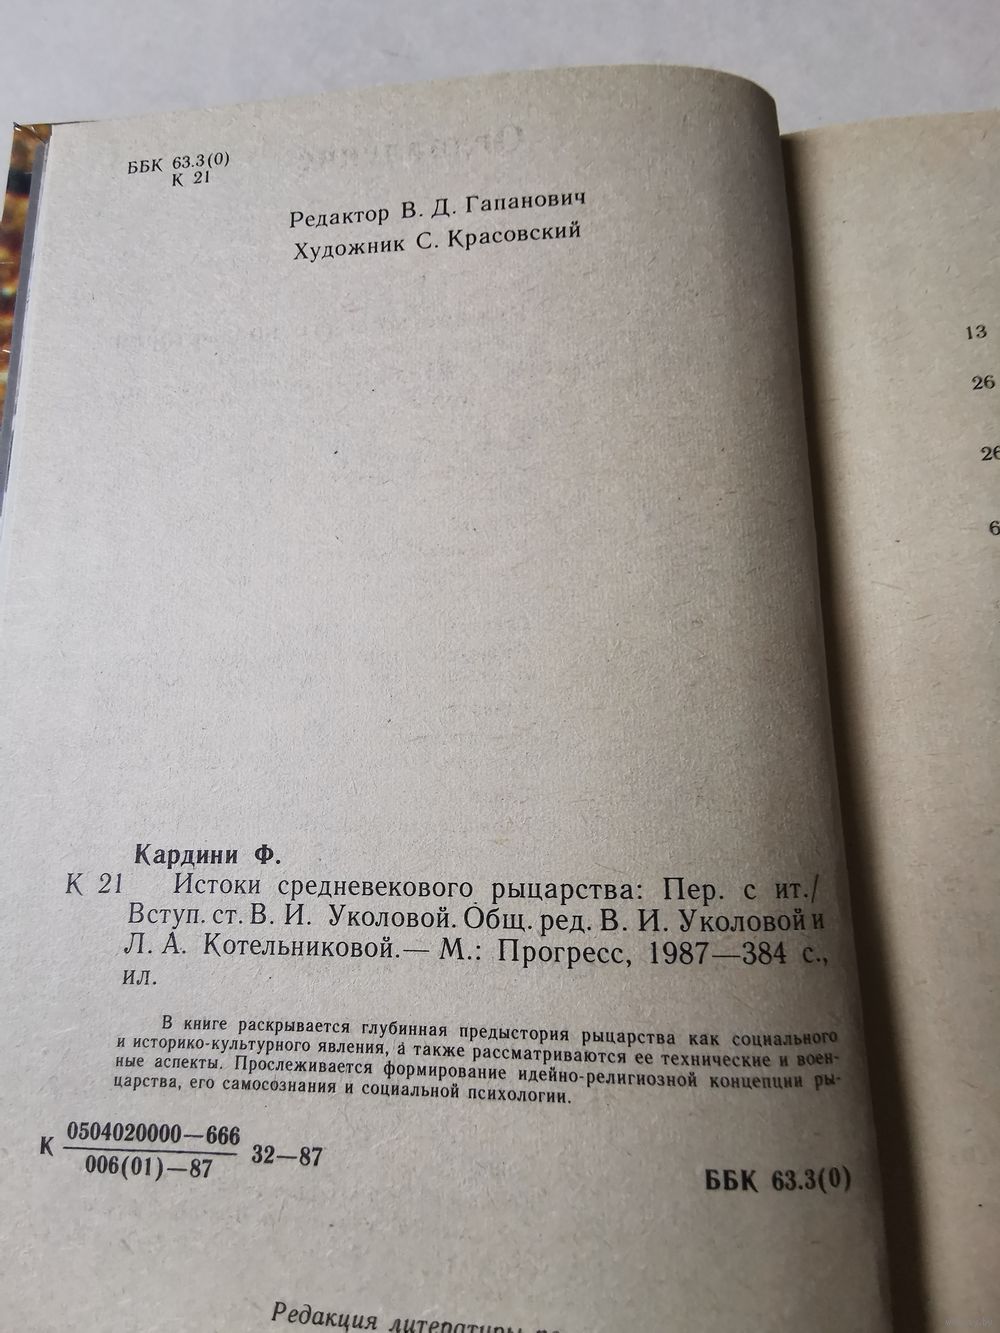 ББК 63.3(0)
К 21
Редактор В. Д. Гапанович
Художник С. Красовский
Кардини Ф.
К 21 Истоки средневекового рыцарства: Пер. с ит./
Вступ. ст. В. И. Уколовой. Общ. ред. В. И. Уколовой и
Л. А. Котельниковой.— М.: Прогресс, 1987—384 с.,
ил.
В книге раскрывается глубинная предыстория рыцарства как социального
и историко-культурного явления, а также рассматриваются ее технические и воен-
ные аспекты. Прослеживается формирование идейно-религиозной концепции ры-
царства, его самосознания и социальной психологии.
К 0504020000—666 32—87
006(01)—87
ББК 63.3(0)
Редакция литературы
13
26